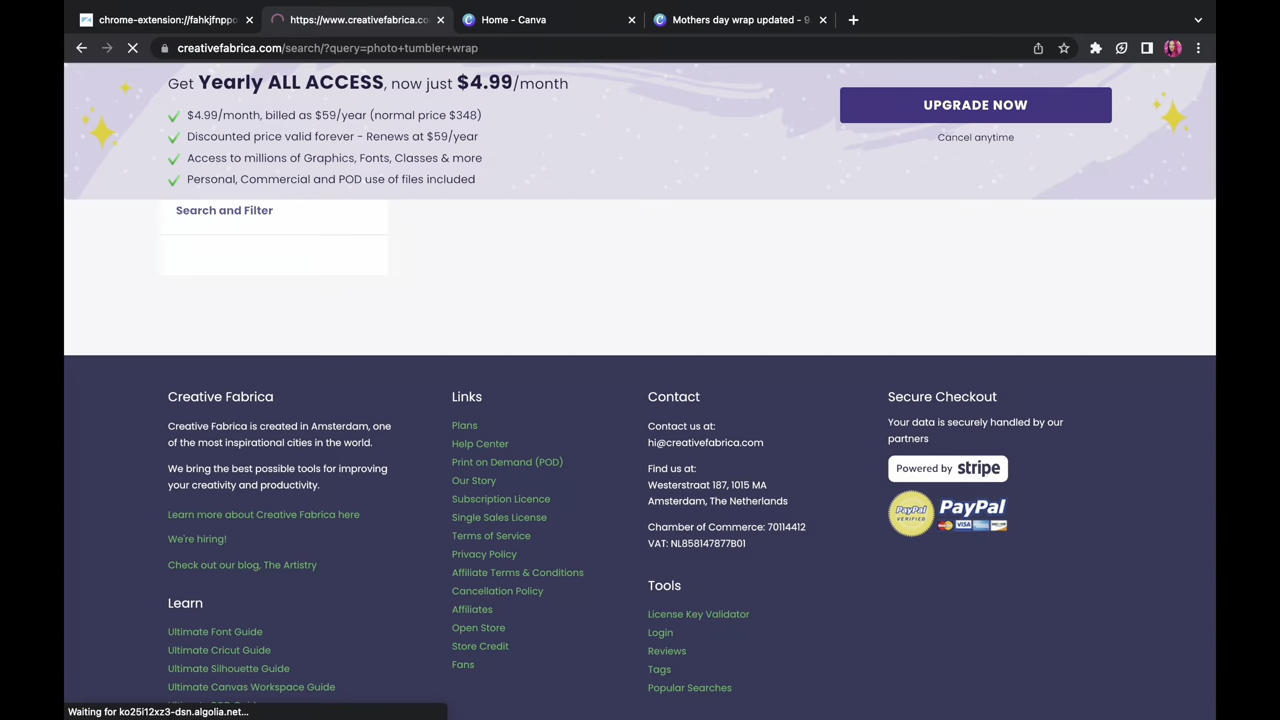 chrome-extension://fahkjfnppo
https://www.creativefabrica.co
Home - Canva
Mothers day wrap updated - 9
creativefabrica.com/search/?query=photo+tumbler+wrap
Get Yearly ALL ACCESS, now just $4.99/month
$4.99/month, billed as $59/year (normal price $348)
Discounted price valid forever - Renews at $59/year
Access to millions of Graphics, Fonts, Classes & more
Personal, Commercial and POD use of files included
UPGRADE NOW
Cancel anytime
Search and Filter
Creative Fabrica
Creative Fabrica is created in Amsterdam, one
of the most inspirational cities in the world.
We bring the best possible tools for improving
your creativity and productivity.
Learn more about Creative Fabrica here
We're hiring!
Check out our blog, The Artistry
Learn
Ultimate Font Guide
Ultimate Cricut Guide
Ultimate Silhouette Guide
Ultimate Canvas Workspace Guide
Links
Plans
Help Center
Print on Demand (POD)
Our Story
Subscription Licence
Single Sales License
Terms of Service
Privacy Policy
Affiliate Terms & Conditions
Cancellation Policy
Affiliates
Open Store
Store Credit
Fans
Contact
Contact us at:
hi@creativefabrica.com
Find us at:
Westerstraat 187, 1015 MA
Amsterdam, The Netherlands
Chamber of Commerce: 70114412
VAT: NL858147877B01
Tools
License Key Validator
Login
Reviews
Tags
Popular Searches
Secure Checkout
Your data is securely handled by our
partners
Powered by stripe
PayPal
VERIFIED
PayPal
VISA
Waiting for ko25i12xz3-dsn.algolia.net...